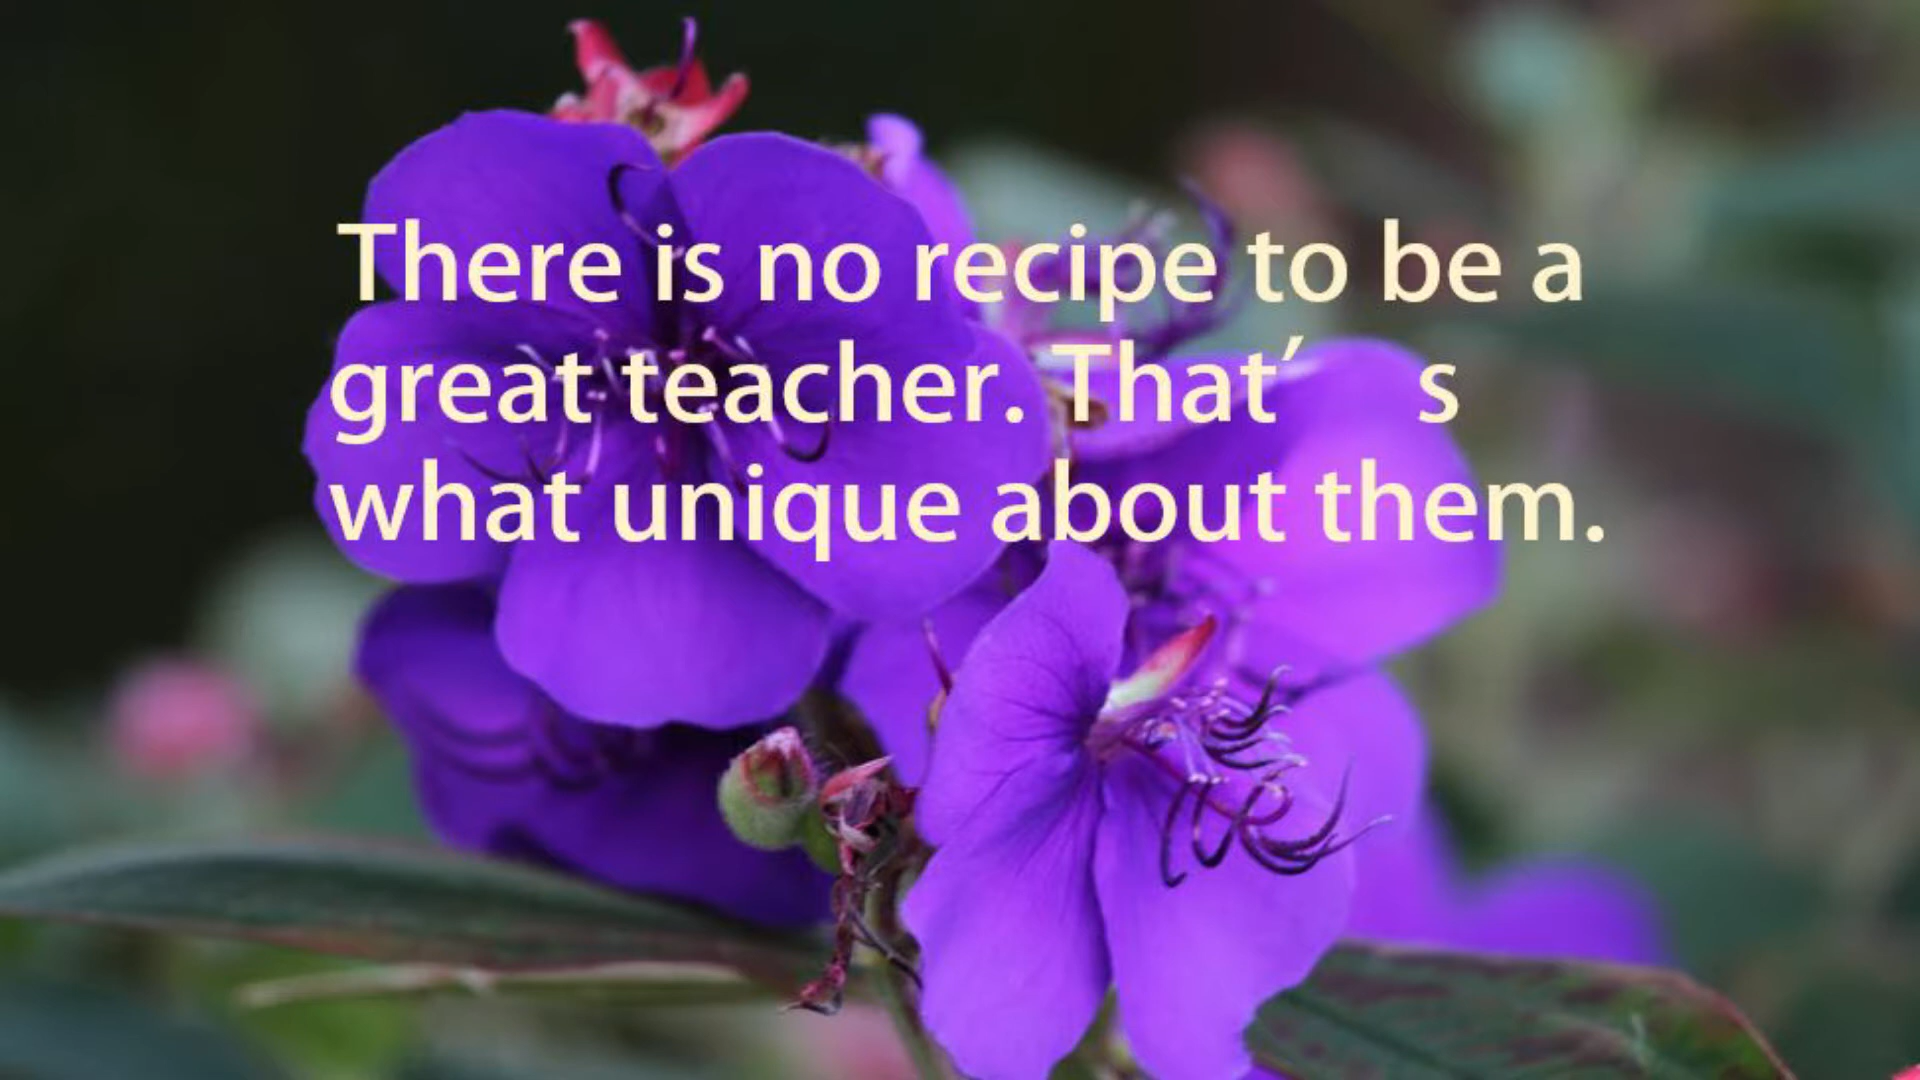 There is no recipe to be a
great teacher. That′ s
what unique about them.